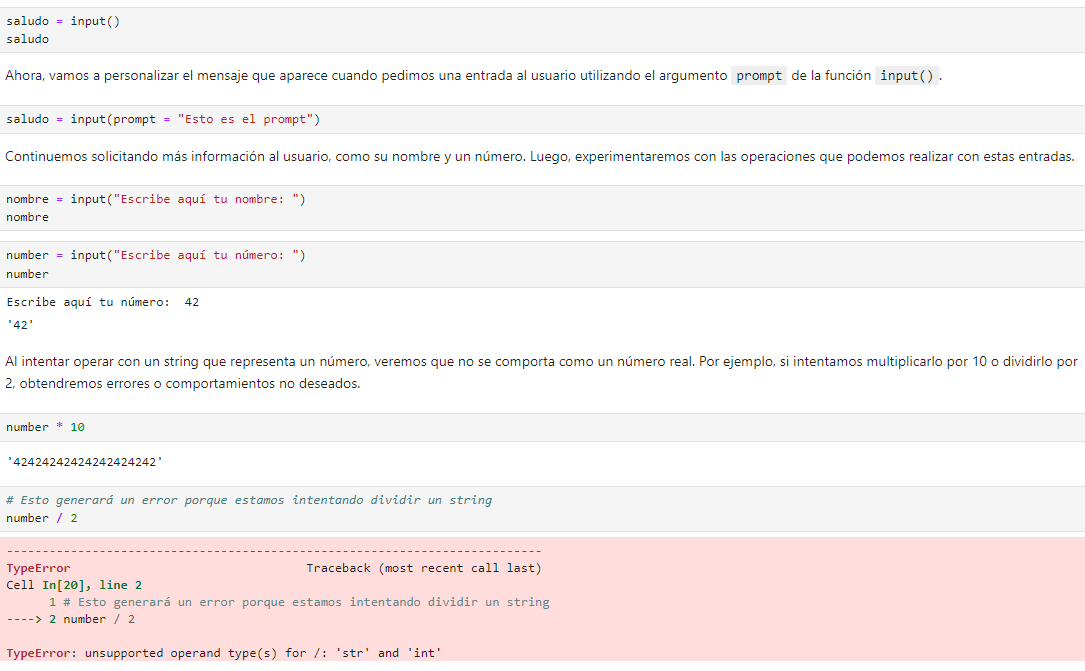 saludo = input()
saludo
Ahora, vamos a personalizar el mensaje que aparece cuando pedimos una entrada al usuario utilizando el argumento prompt de la función input().
saludo = input(prompt = "Esto es el prompt")
Continuemos solicitando más información al usuario, como su nombre y un número. Luego, experimentaremos con las operaciones que podemos realizar con estas entradas.
nombre = input("Escribe aquí tu nombre: ")
nombre
number = input("Escribe aquí tu número: ")
number
Escribe aquí tu número:  42
'42'
Al intentar operar con un string que representa un número, veremos que no se comporta como un número real. Por ejemplo, si intentamos multiplicarlo por 10 o dividirlo por
2, obtendremos errores o comportamientos no deseados.
number * 10
'42424242424242424242'
# Esto generará un error porque estamos intentando dividir un string
number / 2
---------------------------------------------------------------------------
TypeError                                 Traceback (most recent call last)
Cell In[20], line 2
      1 # Esto generará un error porque estamos intentando dividir un string
----> 2 number / 2
TypeError: unsupported operand type(s) for /: 'str' and 'int'